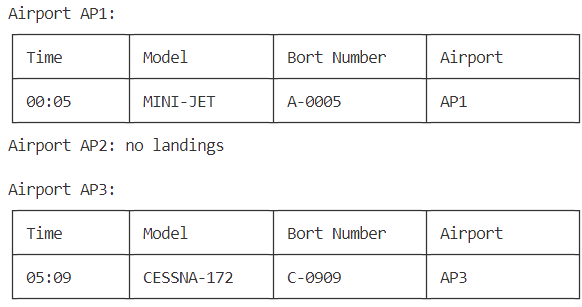 Airport AP1:
Time Model Bort Number Airport
00:05 MINI-JET A-0005 AP1
Airport AP2: no landings
Airport AP3:
Time Model Bort Number Airport
05:09 CESSNA-172 C-0909 AP3